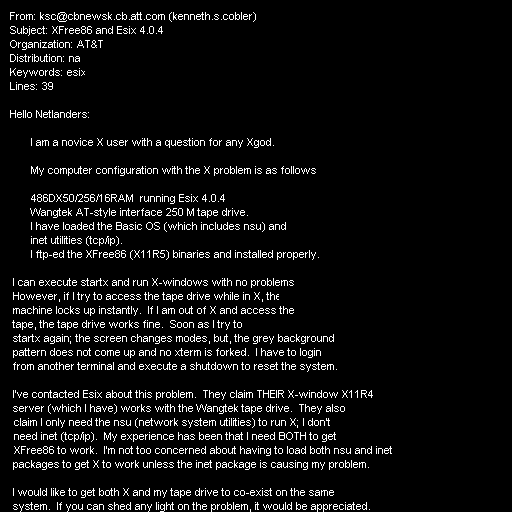 From: ksc@cbnewsk.cb.att.com (kenneth.s.cobler)
Subject: XFree86 and Esix 4.0.4
Organization: AT&T
Distribution: na
Keywords: esix
Lines: 39

Hello Netlanders:

I am a novice X user with a question for any Xgod.

My computer configuration with the X problem is as follows

486DX50/256/16RAM  running Esix 4.0.4
Wangtek AT-style interface 250 M tape drive.
I have loaded the Basic OS (which includes nsu) and
inet utilities (tcp/ip).
I ftp-ed the XFree86 (X11R5) binaries and installed properly.

I can execute startx and run X-windows with no problems
However, if I try to access the tape drive while in X, the
machine locks up instantly.  If I am out of X and access the
tape, the tape drive works fine.  Soon as I try to
startx again; the screen changes modes, but, the grey background
pattern does not come up and no xterm is forked.  I have to login
from another terminal and execute a shutdown to reset the system.

I've contacted Esix about this problem.  They claim THEIR X-window X11R4
server (which I have) works with the Wangtek tape drive.  They also
claim I only need the nsu (network system utilities) to run X; I don't
need inet (tcp/ip).  My experience has been that I need BOTH to get
XFree86 to work.  I'm not too concerned about having to load both nsu and inet
packages to get X to work unless the inet package is causing my problem.

I would like to get both X and my tape drive to co-exist on the same
system.  If you can shed any light on the problem, it would be appreciated.